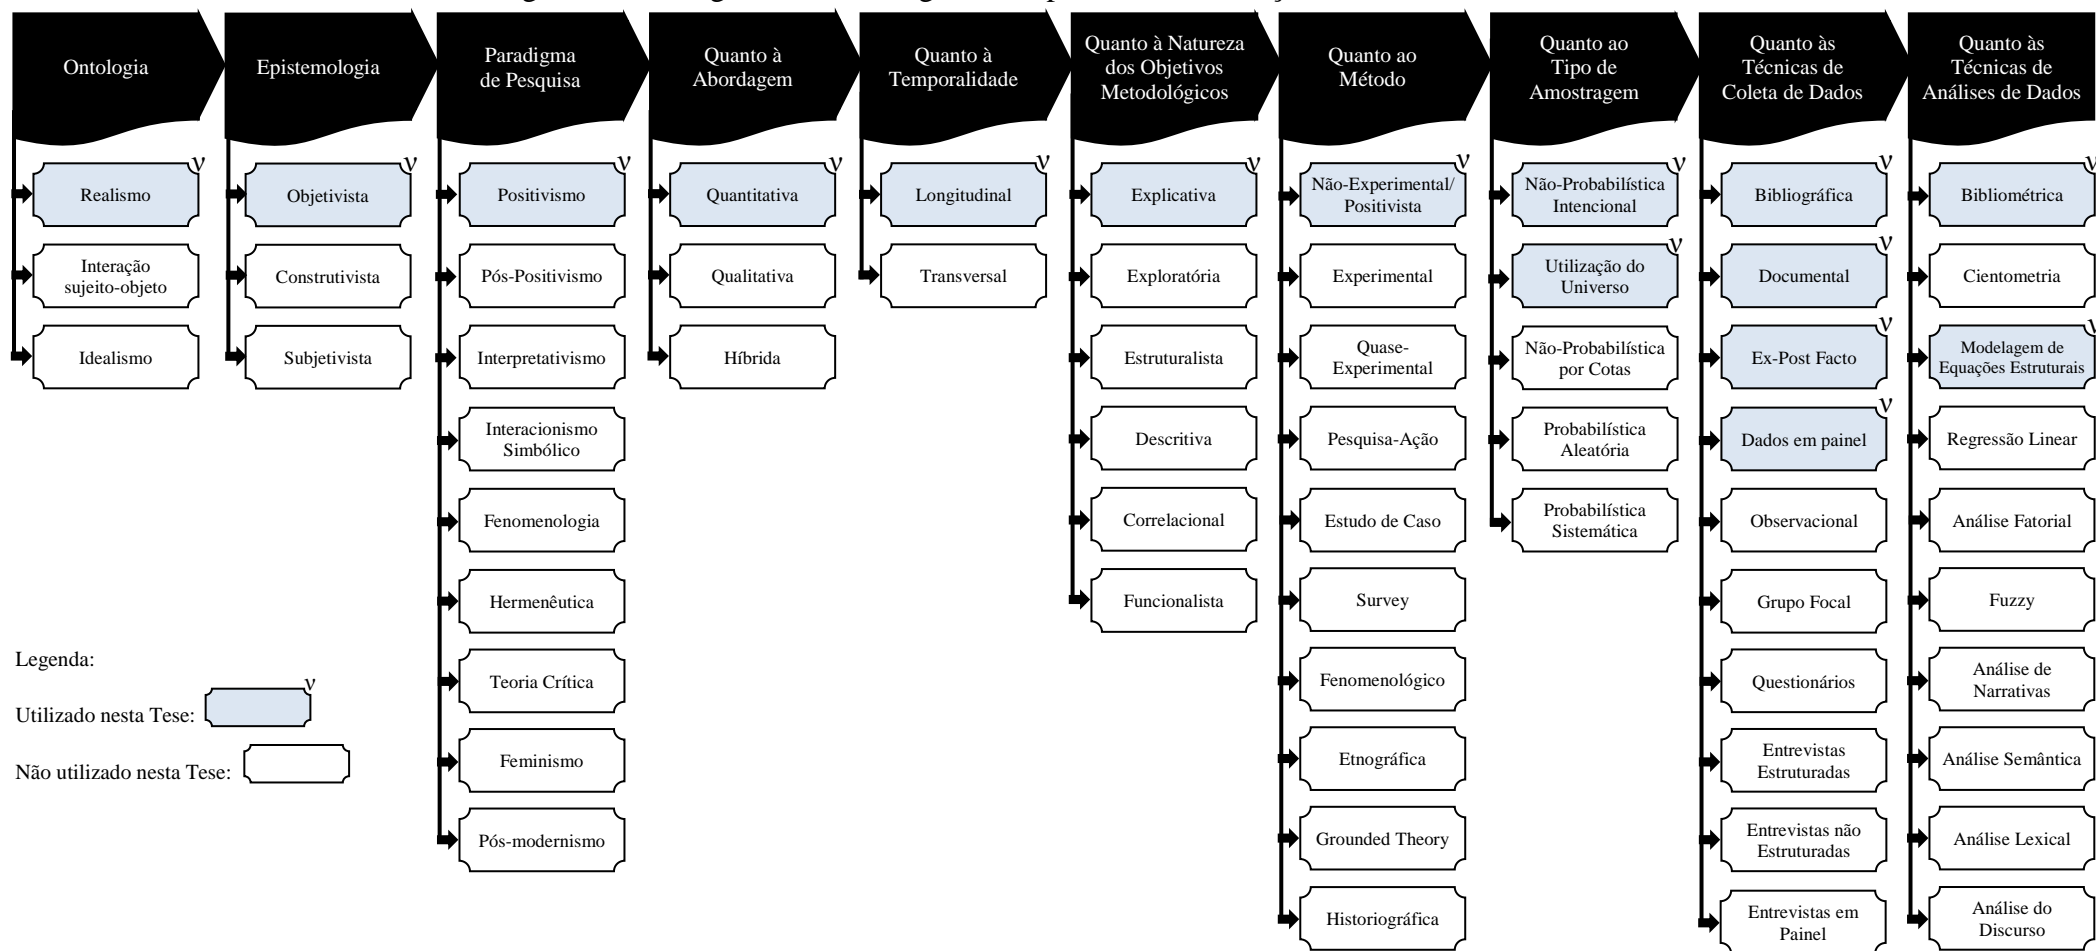 Ontologia
Epistemologia
Paradigma
de Pesquisa
Quanto à
Abordagem
Quanto à
Temporalidade
Quanto à Natureza
dos Objetivos
Metodológicos
Quanto ao
Método
Quanto ao
Tipo de
Amostragem
Quanto às
Técnicas de
Coleta de Dados
Quanto às
Técnicas de
Análises de Dados
ν
Realismo
Interação
sujeito-objeto
Idealismo
ν
Objetivista
Construtivista
Subjetivista
ν
Positivismo
Pós-Positivismo
Interpretativismo
Interacionismo
Simbólico
Fenomenologia
Hermenêutica
Teoria Crítica
Feminismo
Pós-modernismo
ν
Quantitativa
Qualitativa
Híbrida
ν
Longitudinal
Transversal
ν
Explicativa
Exploratória
Estruturalista
Descritiva
Correlacional
Funcionalista
ν
Não-Experimental/
Positivista
Experimental
Quase-
Experimental
Pesquisa-Ação
Estudo de Caso
Survey
Fenomenológico
Etnográfica
Grounded Theory
Historiográfica
ν
Não-Probabilística
Intencional
ν
Utilização do
Universo
Não-Probabilística
por Cotas
Probabilística
Aleatória
Probabilística
Sistemática
ν
Bibliográfica
ν
Documental
ν
Ex-Post Facto
ν
Dados em painel
Observacional
Grupo Focal
Questionários
Entrevistas
Estruturadas
Entrevistas não
Estruturadas
Entrevistas em
Painel
ν
Bibliométrica
Cientometria
ν
Modelagem de
Equações Estruturais
Regressão Linear
Análise Fatorial
Fuzzy
Análise de
Narrativas
Análise Semântica
Análise Lexical
Análise do
Discurso
Legenda:
ν
Utilizado nesta Tese:
Não utilizado nesta Tese: